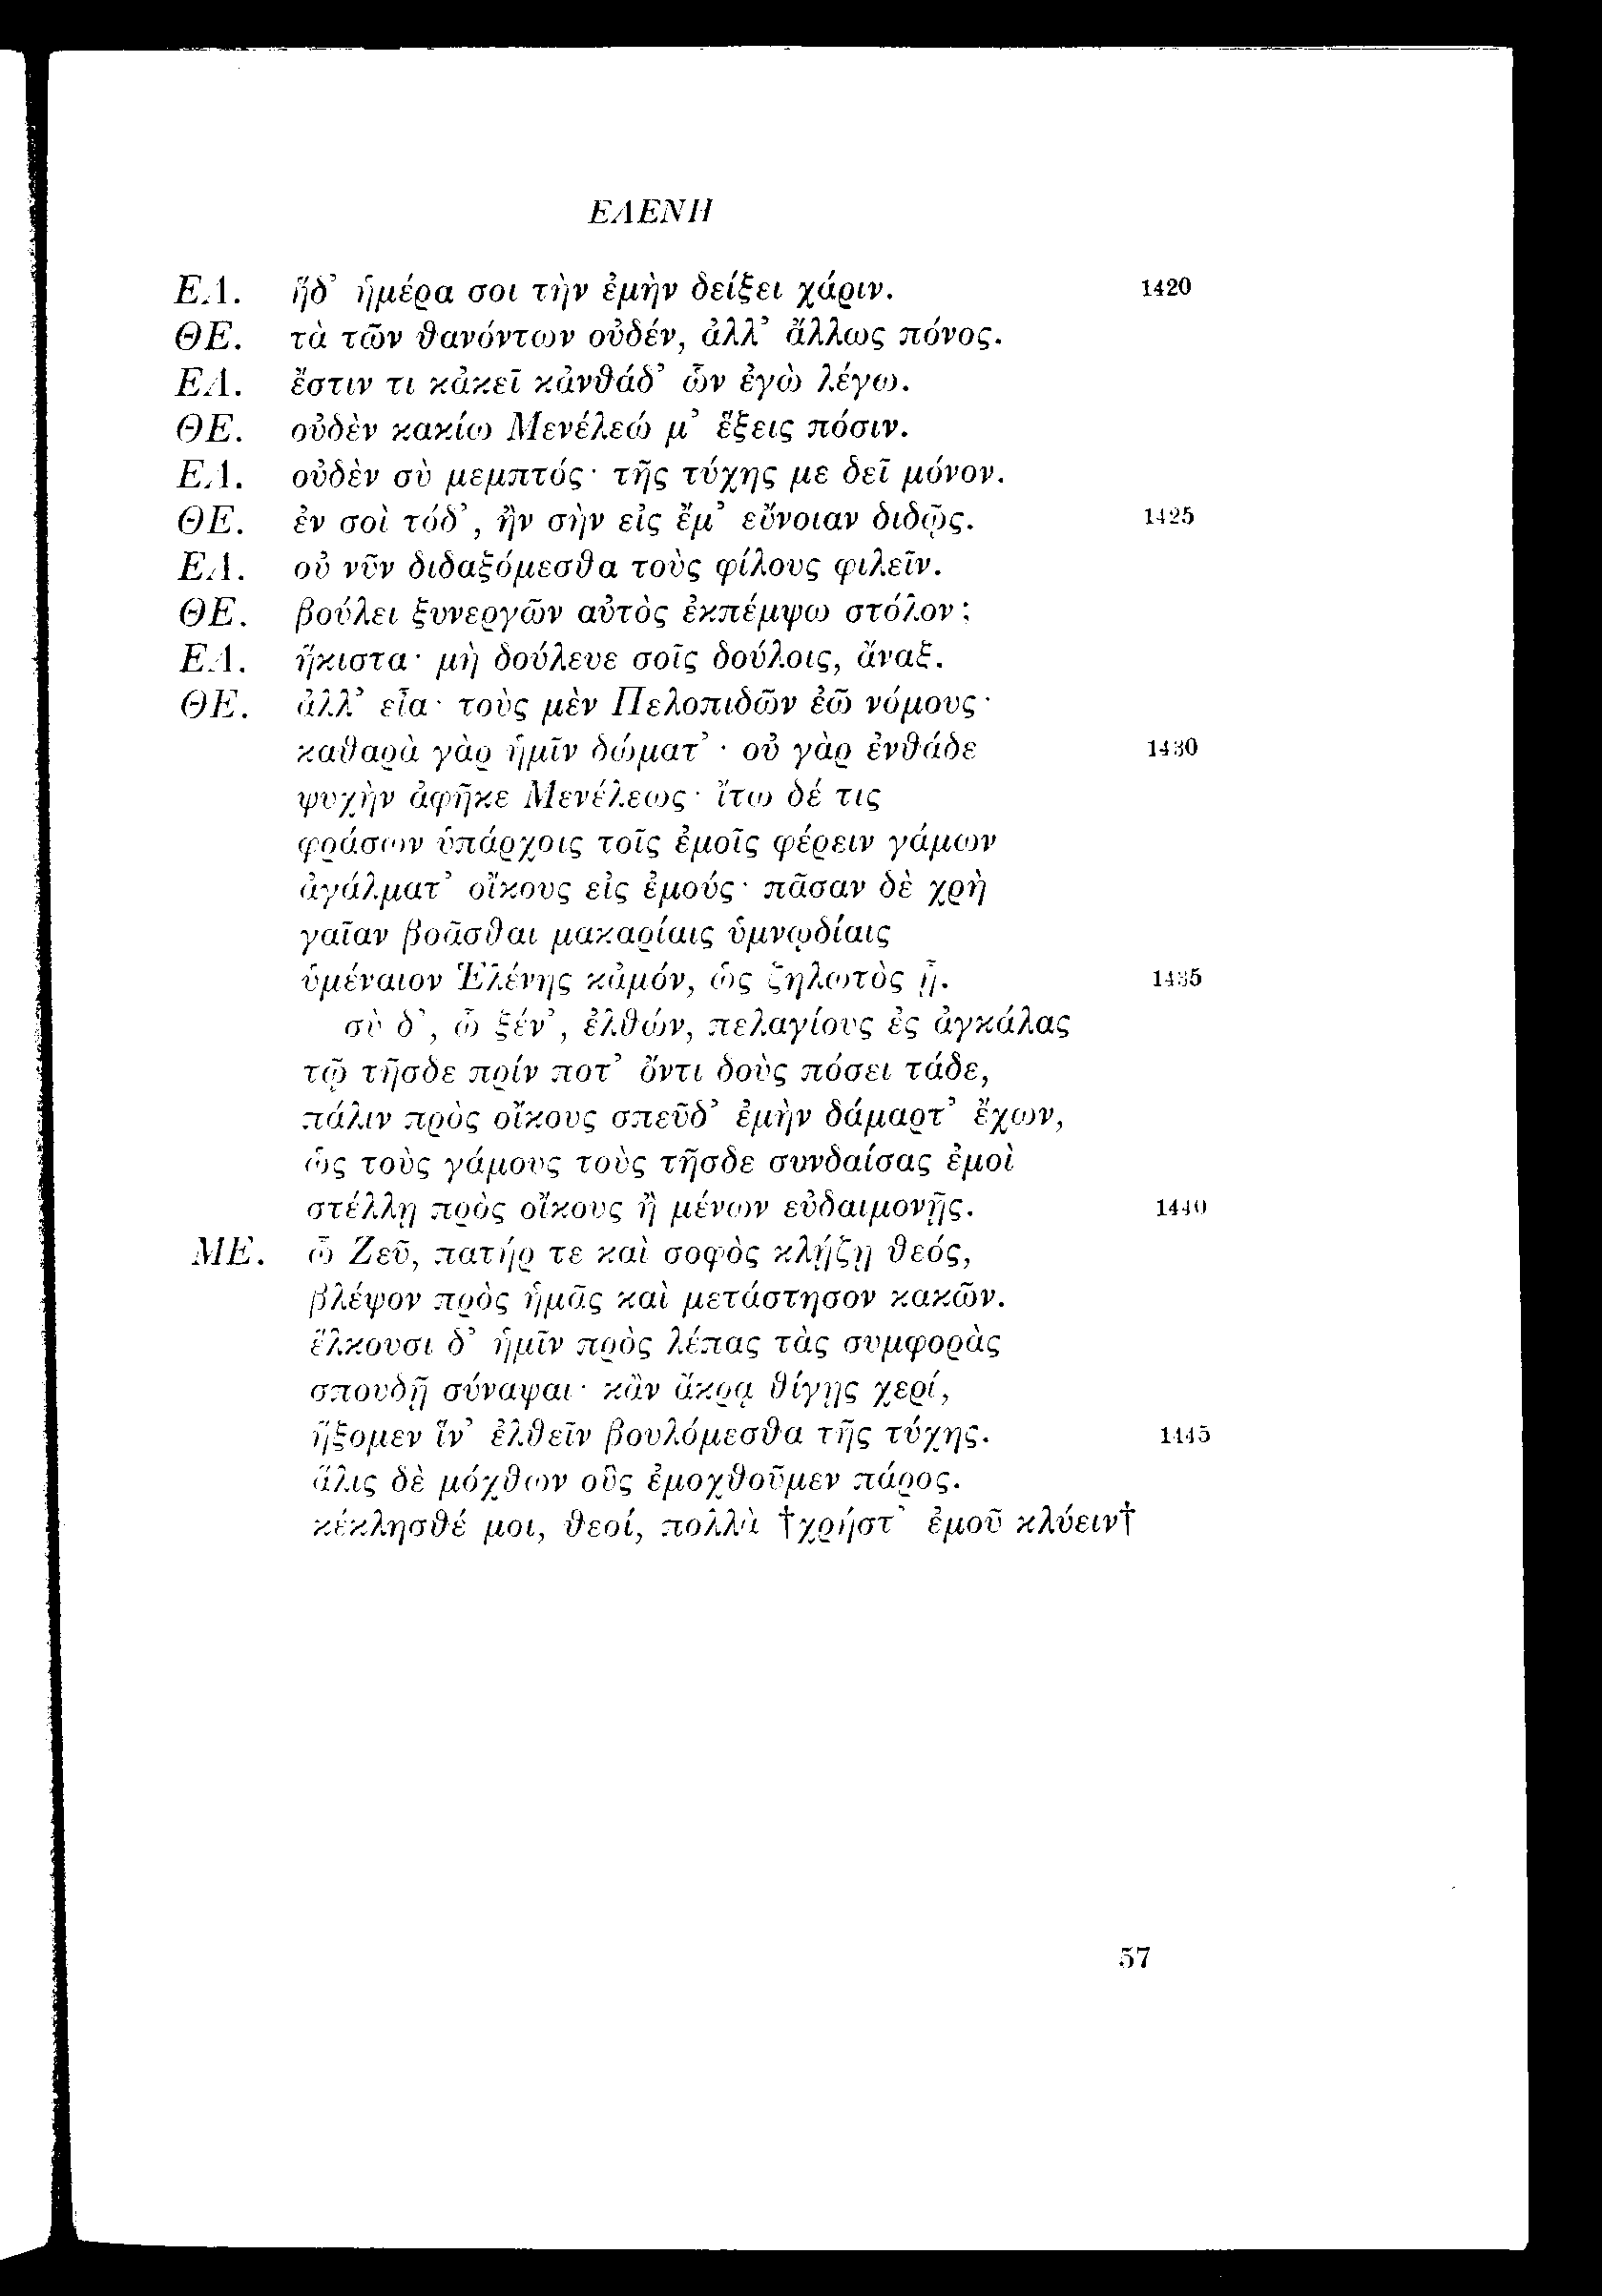 ΕΛΕΝΗ
ΕΛ. ἥδ’ ἡμέρα σοι τὴν ἐμὴν δείξει χάριν. 1420
ΘΕ. τὰ τῶν θανόντων οὐδέν, ἀλλ’ ἄλλως πόνος.
ΕΛ. ἔστιν τι κἀκεῖ κἀνθάδ’ ὧν ἐγὼ λέγω.
ΘΕ. οὐδὲν κακίω Μενέλεώ μ’ ἕξεις πόσιν.
ΕΛ. οὐδὲν σὺ μεμπτός· τῆς τύχης με δεῖ μόνον.
ΘΕ. ἐν σοὶ τόδ’, ἢν σὴν εἰς ἔμ’ εὔνοιαν διδῷς. 1425
ΕΛ. οὐ νῦν διδαξόμεσθα τοὺς φίλους φιλεῖν.
ΘΕ. βούλει ξυνεργῶν αὐτὸς ἐκπέμψω στόλον;
ΕΛ. ἥκιστα· μὴ δούλευε σοῖς δούλοις, ἄναξ.
ΘΕ. ἀλλ’ εἶα· τοὺς μὲν Πελοπιδῶν ἐῶ νόμους·
καθαρὰ γὰρ ἡμῖν δώματ’· οὐ γὰρ ἐνθάδε 1430
ψυχὴν ἀφῆκε Μενέλεως· ἴτω δέ τις
φράσων ὑπάρχοις τοῖς ἐμοῖς φέρειν γάμων
ἀγάλματ’ οἴκους εἰς ἐμούς· πᾶσαν δὲ χρὴ
γαῖαν βοᾶσθαι μακαρίαις ὑμνῳδίαις
ὑμέναιον Ἑλένης κἀμόν, ὡς ζηλωτὸς ᾖ. 1435
σὺ δ’, ὦ ξέν’, ἐλθών, πελαγίους ἐς ἀγκάλας
τῷ τῆσδε πρίν ποτ’ ὄντι δοὺς πόσει τάδε,
πάλιν πρὸς οἴκους σπεῦδ’ ἐμὴν δάμαρτ’ ἔχων,
ὡς τοὺς γάμους τοὺς τῆσδε συνδαίσας ἐμοὶ
στέλλῃ πρὸς οἴκους ἢ μένων εὐδαιμονῇς. 1440
ΜΕ. ὦ Ζεῦ, πατήρ τε καὶ σοφὸς κλῄζῃ θεός,
βλέψον πρὸς ἡμᾶς καὶ μετάστησον κακῶν.
ἕλκουσι δ’ ἡμῖν πρὸς λέπας τὰς συμφορὰς
σπουδῇ σύναψαι· κἂν ἄκρᾳ θίγῃς χερί,
ἥξομεν ἵν’ ἐλθεῖν βουλόμεσθα τῆς τύχης. 1445
ἅλις δὲ μόχθων οὓς ἐμοχθοῦμεν πάρος.
κέκλησθέ μοι, θεοί, πολλὰ †χρήστ’ ἐμοῦ κλύειν†
57